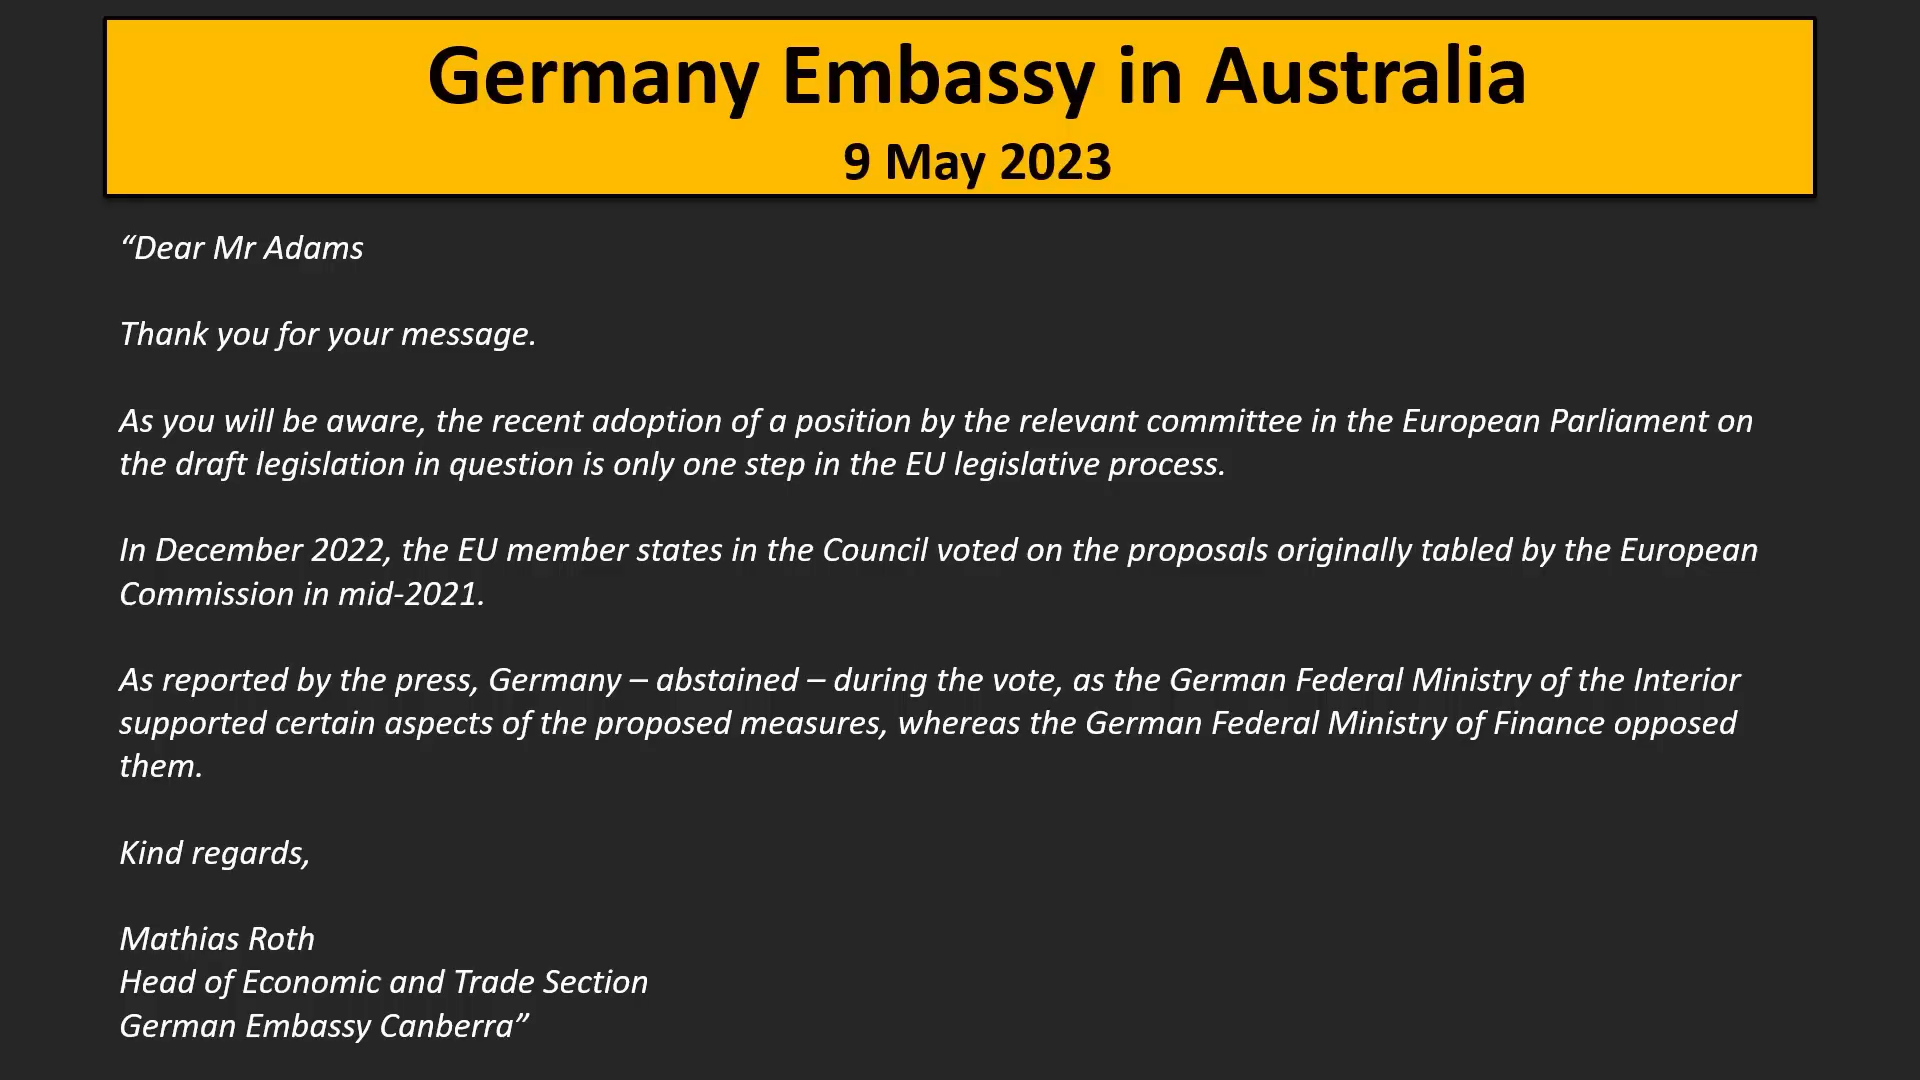 Germany Embassy in Australia
9 May 2023
“Dear Mr Adams
Thank you for your message.
As you will be aware, the recent adoption of a position by the relevant committee in the European Parliament on
the draft legislation in question is only one step in the EU legislative process.
In December 2022, the EU member states in the Council voted on the proposals originally tabled by the European
Commission in mid-2021.
As reported by the press, Germany – abstained – during the vote, as the German Federal Ministry of the Interior
supported certain aspects of the proposed measures, whereas the German Federal Ministry of Finance opposed
them.
Kind regards,
Mathias Roth
Head of Economic and Trade Section
German Embassy Canberra”